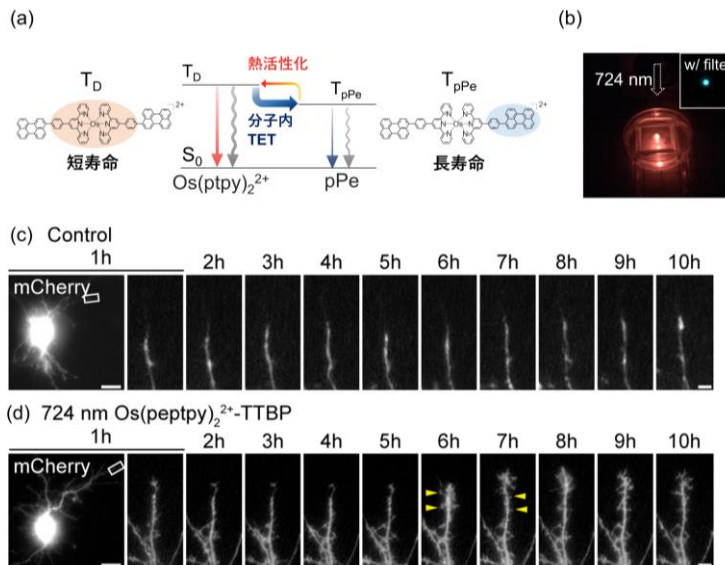 (a)
(b)
熱活性化
T_D
T_D
T_pPe
T_pPe
724 nm
w/ filte
2+
2+
分子内
TET
短寿命
長寿命
S_0
Os(ptpy)_2^2+
pPe
(c) Control
1h 2h 3h 4h 5h 6h 7h 8h 9h 10h
mCherry
(d) 724 nm Os(peptpy)_2^2+-TTBP
1h 2h 3h 4h 5h 6h 7h 8h 9h 10h
mCherry